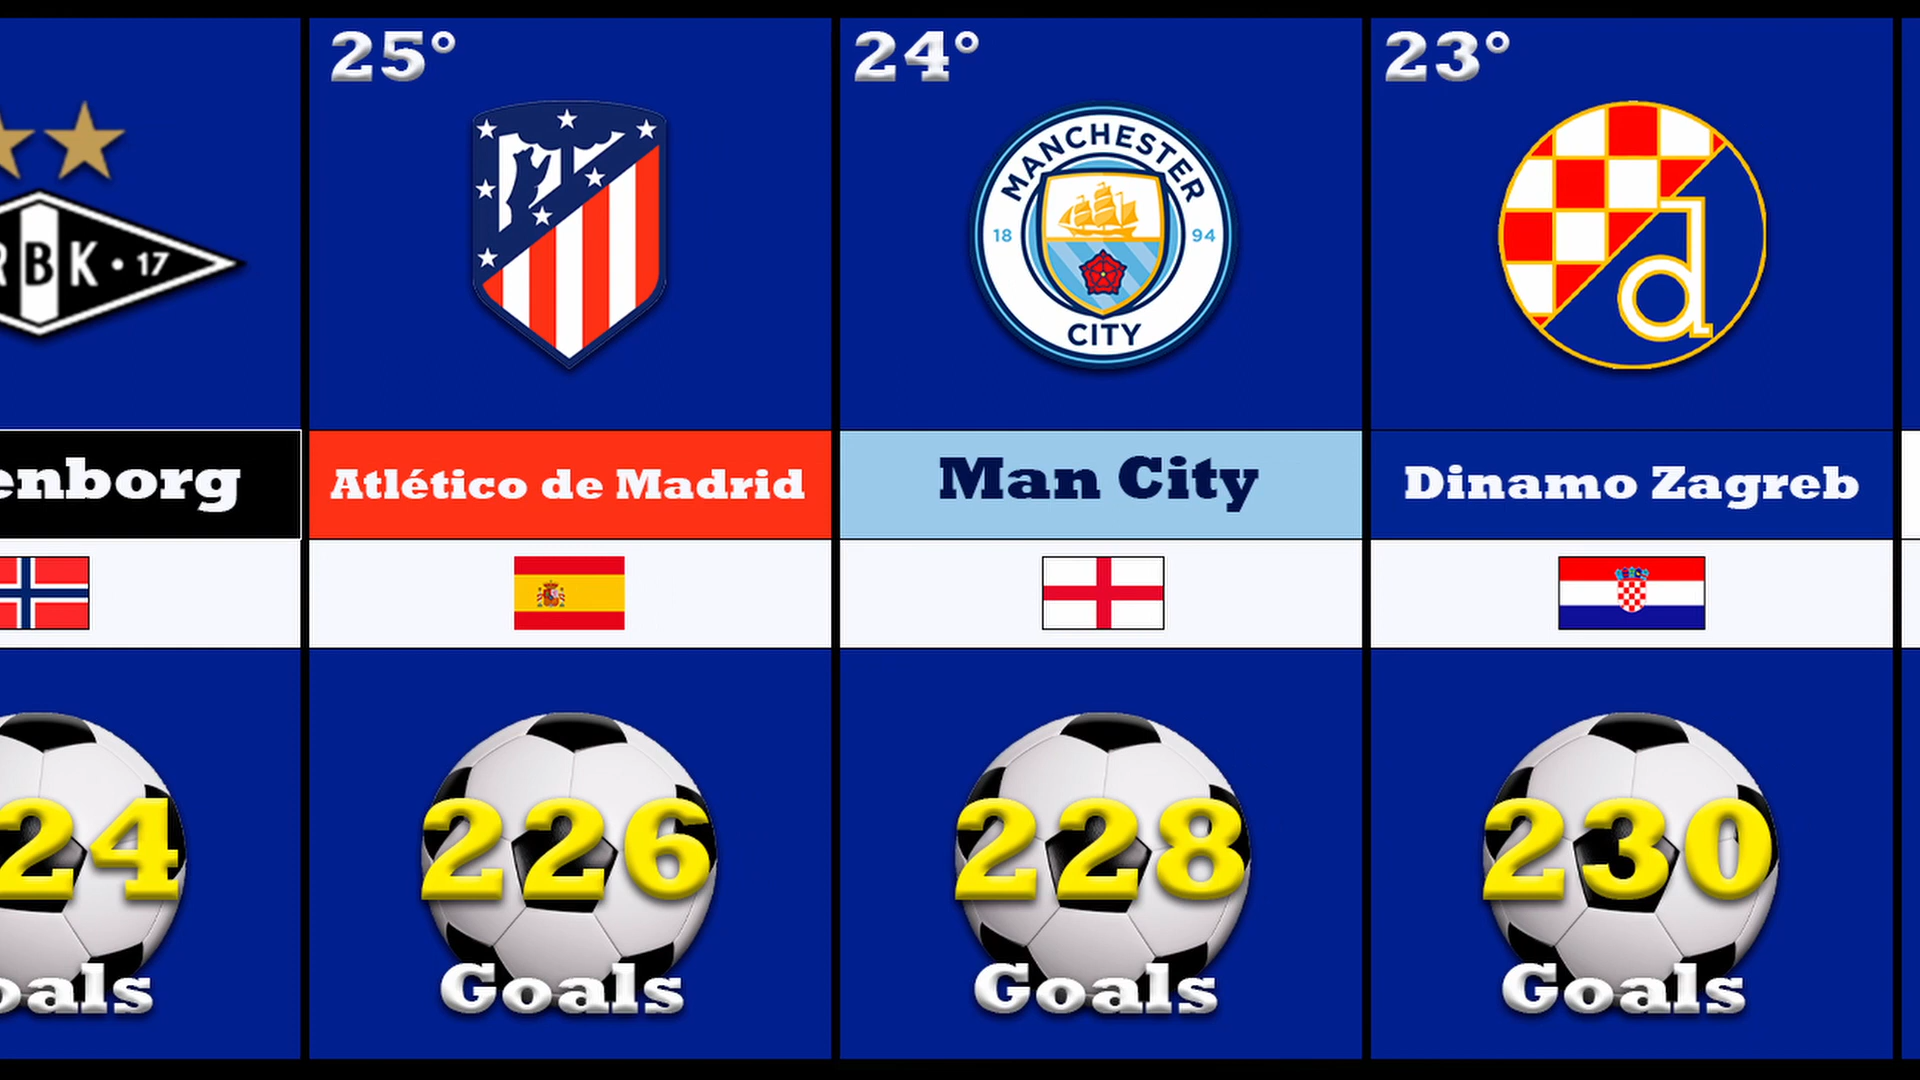 25°
24°
23°
BK·17
MANCHESTER
18 94
CITY
d
enborg
Atlético de Madrid
Man City
Dinamo Zagreb
24
226
228
230
oals
Goals
Goals
Goals